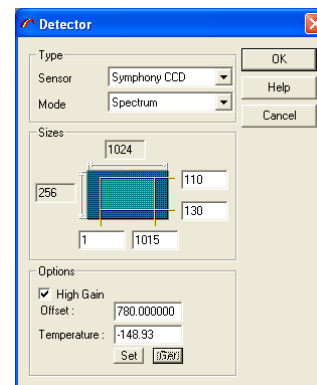 Detector
Type
Sensor Symphony CCD
Mode Spectrum
OK
Help
Cancel
Sizes
1024
256
110
130
1 1015
Options
High Gain
Offset : 780.000000
Temperature : -148.93
Set Get